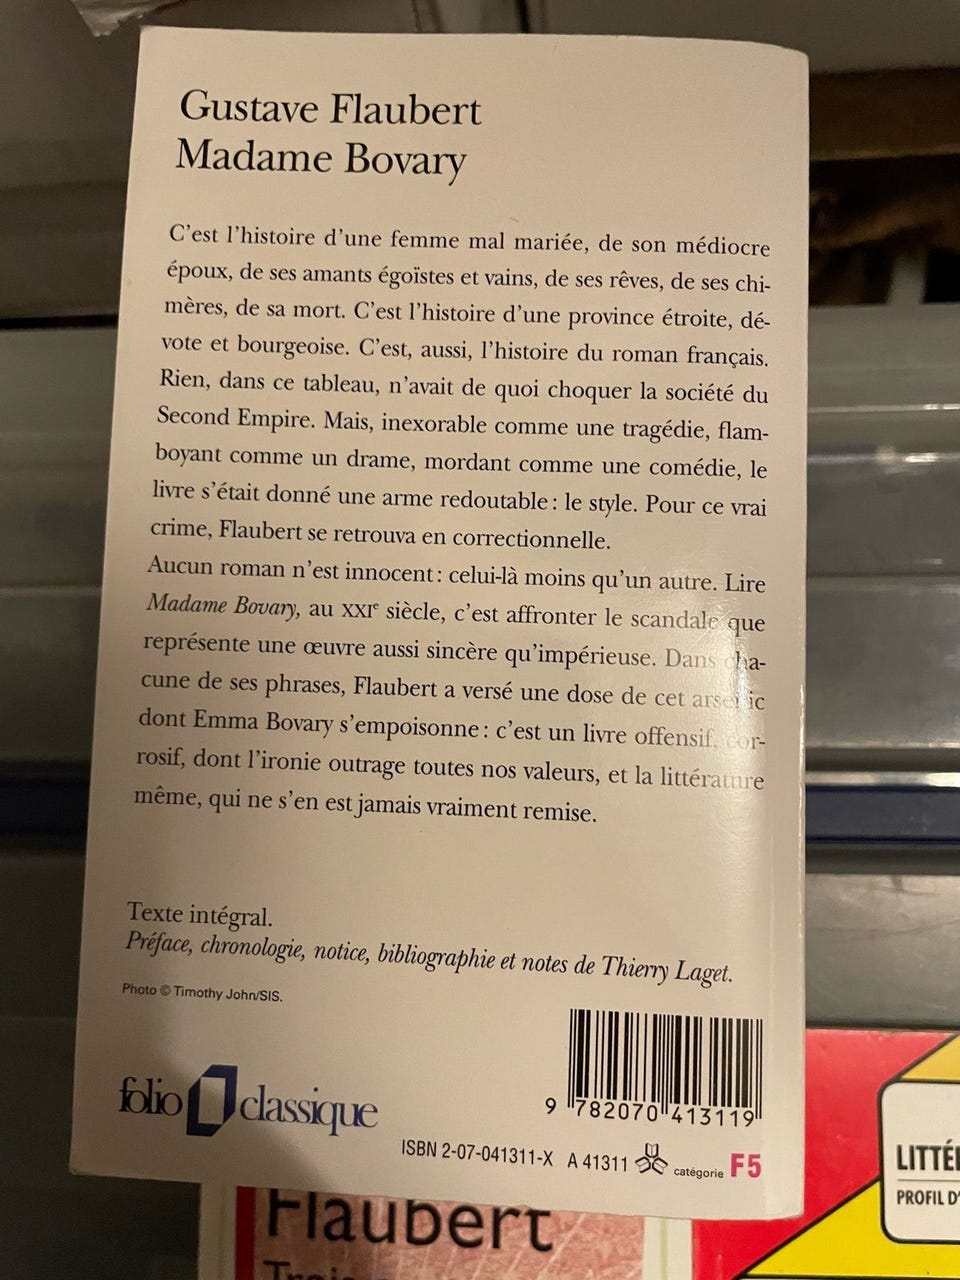 Gustave Flaubert
Madame Bovary
C'est l'histoire d'une femme mal mariée, de son médiocre
époux, de ses amants égoïstes et vains, de ses rêves, de ses chi-
mères, de sa mort. C'est l'histoire d'une province étroite, dé-
vote et bourgeoise. C'est, aussi, l'histoire du roman français.
Rien, dans ce tableau, n'avait de quoi choquer la société du
Second Empire. Mais, inexorable comme une tragédie, flam-
boyant comme un drame, mordant comme une comédie, le
livre s'était donné une arme redoutable : le style. Pour ce vrai
crime, Flaubert se retrouva en correctionnelle.
Aucun roman n'est innocent : celui-là moins qu'un autre. Lire
Madame Bovary, au XXIe siècle, c'est affronter le scandale que
représente une œuvre aussi sincère qu'impérieuse. Dans cha-
cune de ses phrases, Flaubert a versé une dose de cet arsenic
dont Emma Bovary s'empoisonne : c'est un livre offensif, cor-
rosif, dont l'ironie outrage toutes nos valeurs, et la littérature
même, qui ne s'en est jamais vraiment remise.
Texte intégral.
Préface, chronologie, notice, bibliographie et notes de Thierry Laget.
Photo © Timothy John/SIS.
folio classique
9 782070 413119
ISBN 2-07-041311-X A 41311 catégorie F5
LITTÉ
PROFIL D'
Flaubert